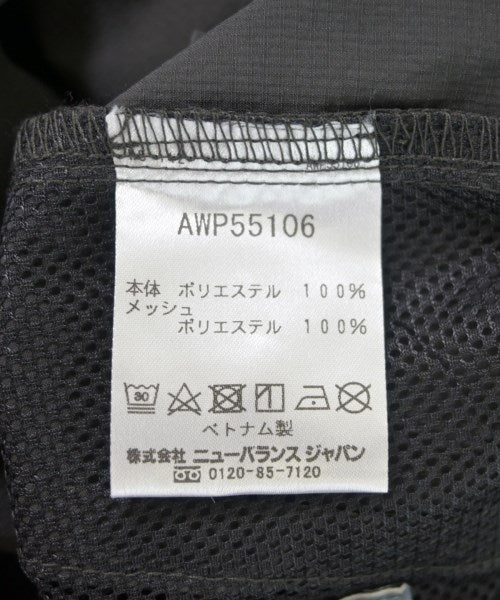 AWP55106
本体 ポリエステル 100%
メッシュ
ポリエステル 100%
30
ベトナム製
株式会社 ニューバランス ジャパン
0120-85-7120